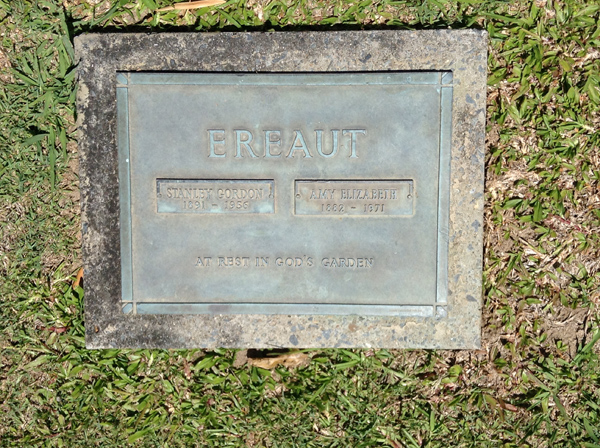 EREAUT
STANLEY GORDON
AMY ELIZABETH
1882 - 1971
AT REST IN GOD'S GARDEN